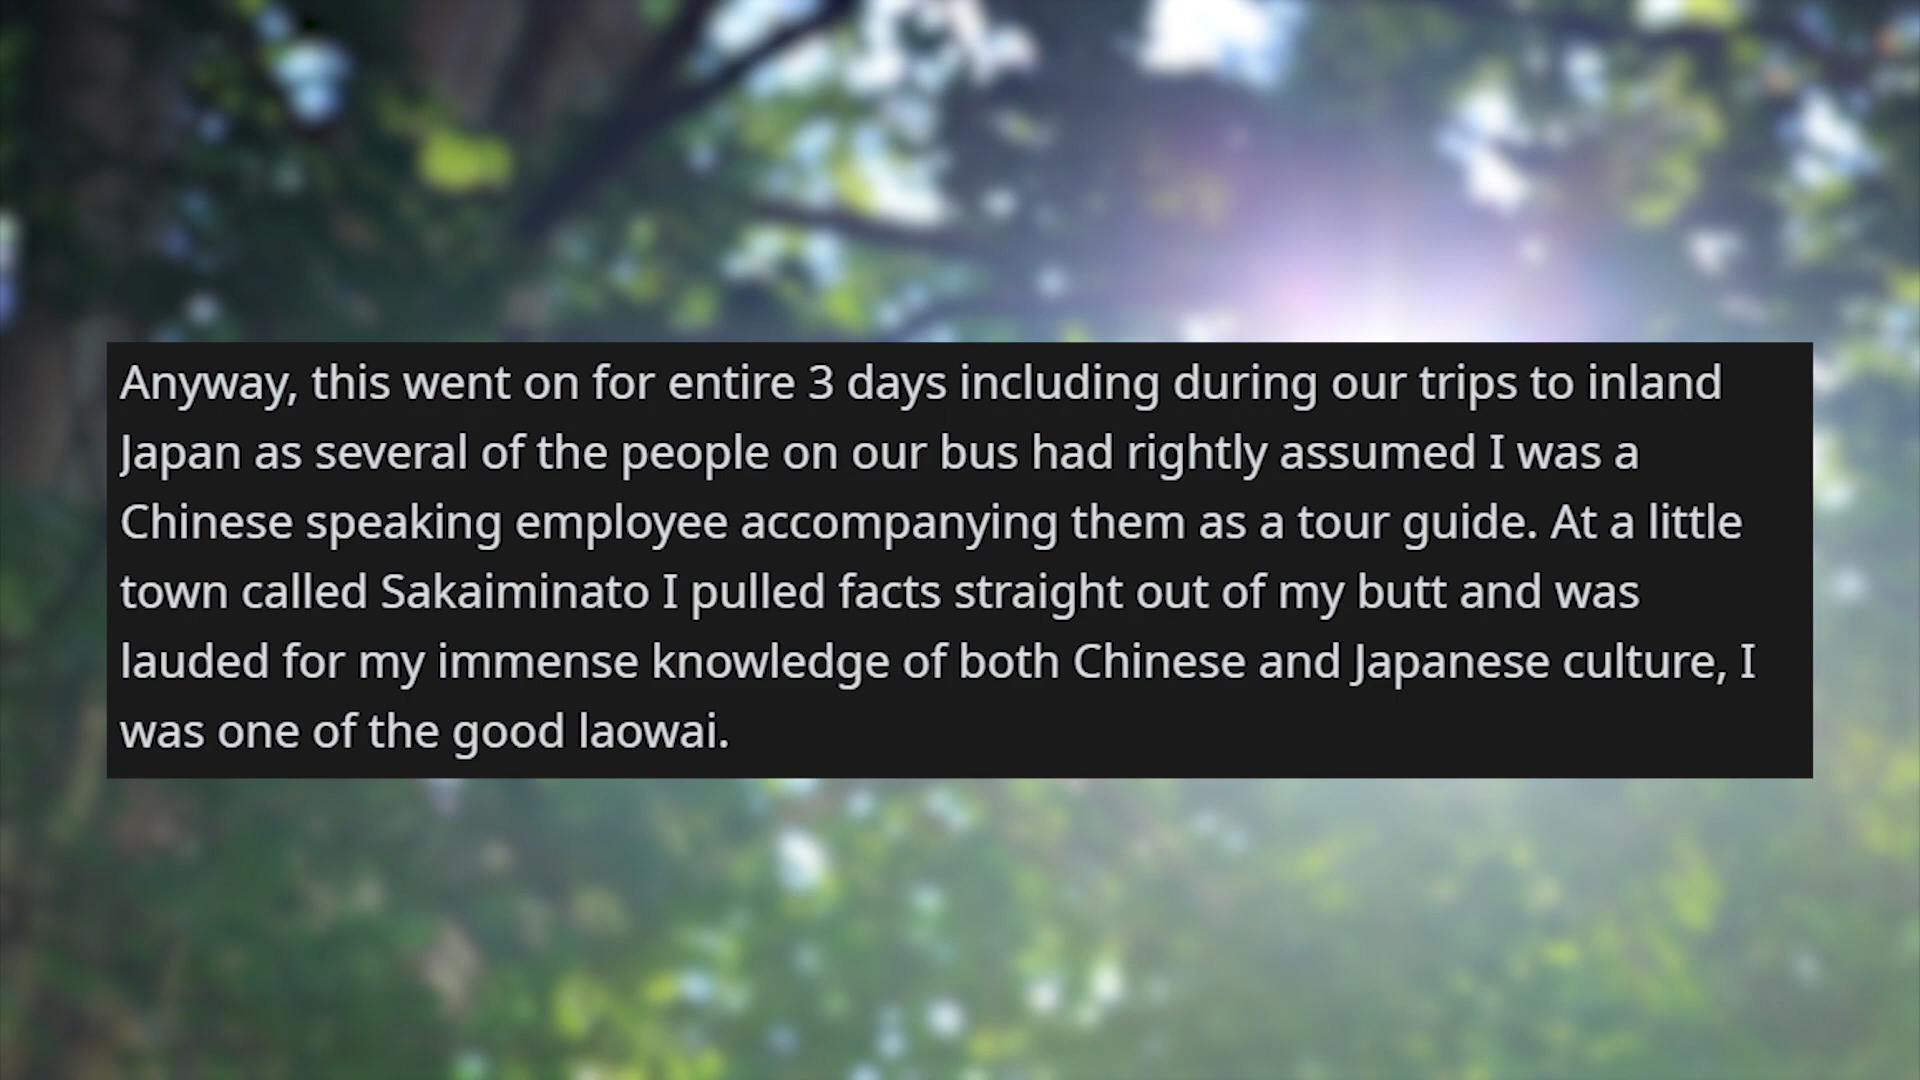 Anyway, this went on for entire 3 days including during our trips to inland
Japan as several of the people on our bus had rightly assumed I was a
Chinese speaking employee accompanying them as a tour guide. At a little
town called Sakaiminato I pulled facts straight out of my butt and was
lauded for my immense knowledge of both Chinese and Japanese culture, I
was one of the good laowai.